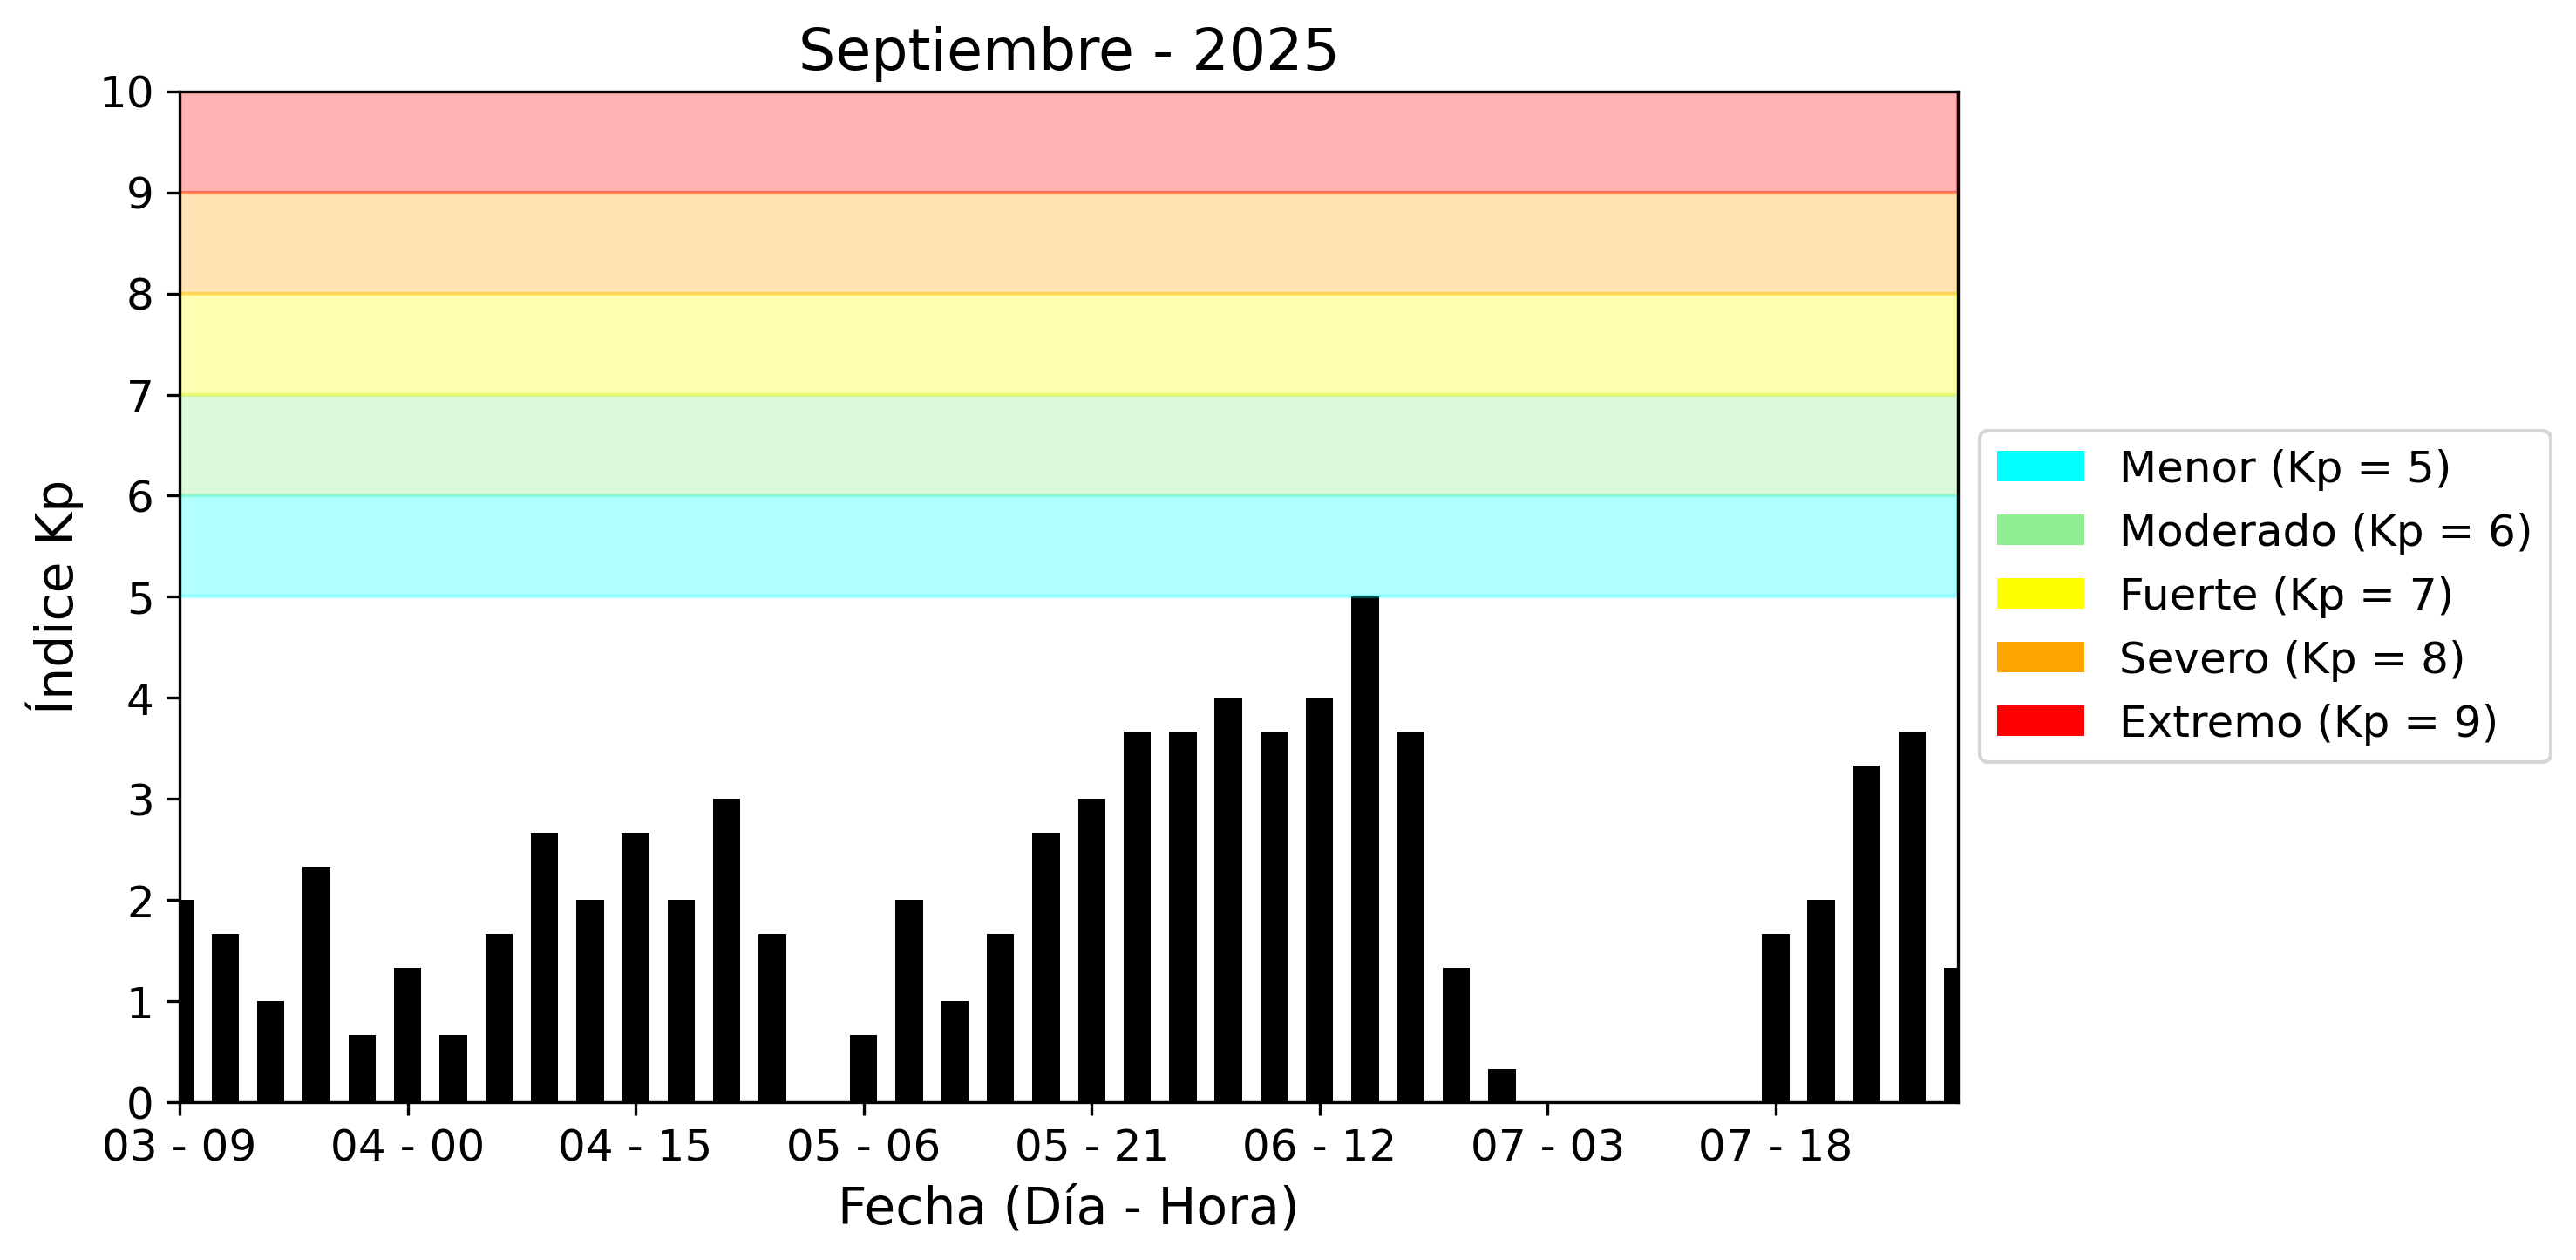 Septiembre - 2025
Índice Kp
10
9
8
7
6
5
4
3
2
1
0
03 - 09
04 - 00
04 - 15
05 - 06
05 - 21
06 - 12
07 - 03
07 - 18
Fecha (Día - Hora)
Menor (Kp = 5)
Moderado (Kp = 6)
Fuerte (Kp = 7)
Severo (Kp = 8)
Extremo (Kp = 9)